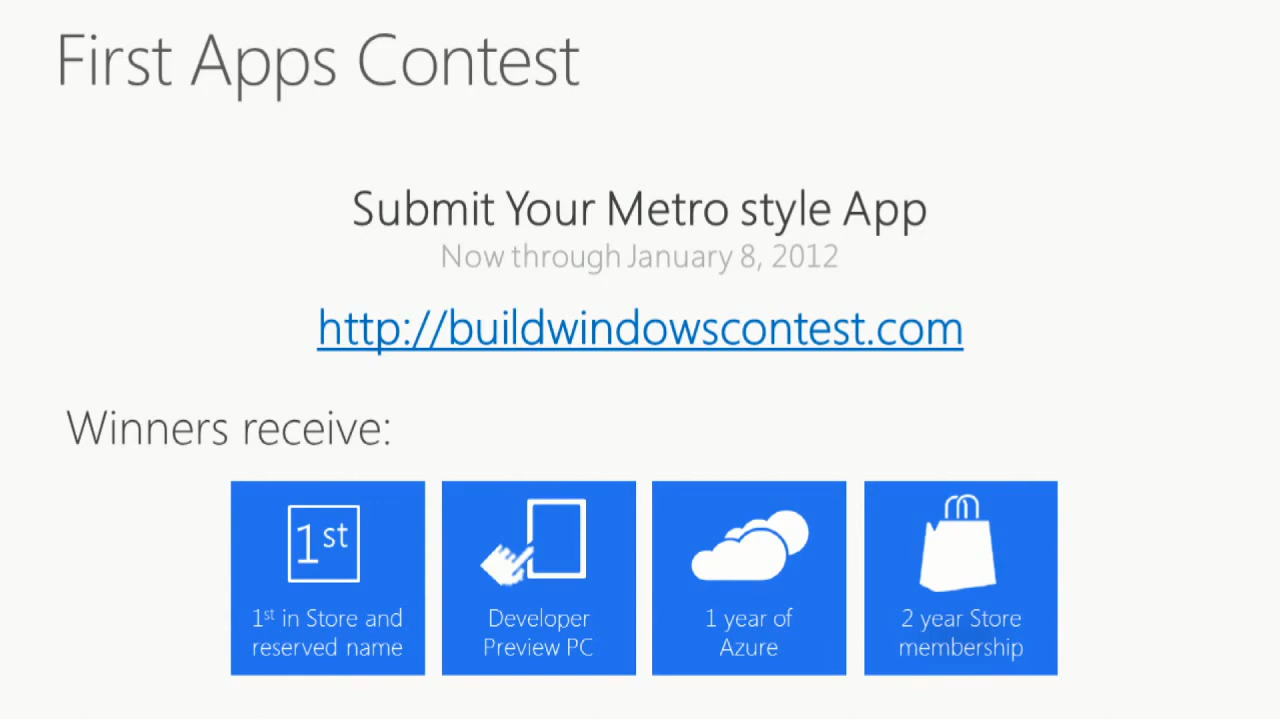 First Apps Contest
Submit Your Metro style App
Now through January 8, 2012
http://buildwindowscontest.com
Winners receive:
1st
1st in Store and
reserved name
Developer
Preview PC
1 year of
Azure
2 year Store
membership